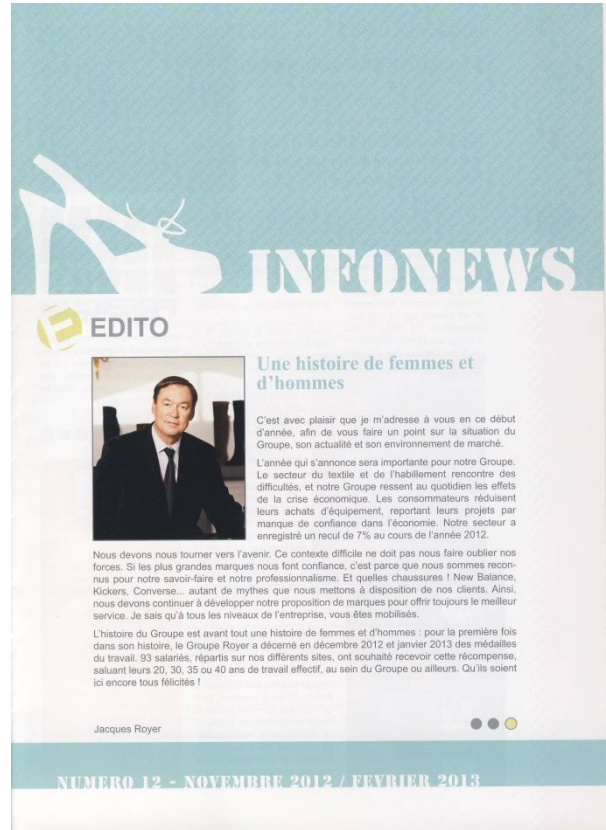 INFONEWS
EDITO
Une histoire de femmes et
d'hommes
C'est avec plaisir que je m'adresse à vous en ce début
d'année, afin de vous faire un point sur la situation du
Groupe, son actualité et son environnement de marché.
L'année qui s'annonce sera importante pour notre Groupe.
Le secteur du textile et de l'habillement rencontre des
difficultés, et notre Groupe ressent au quotidien les effets
de la crise économique. Les consommateurs réduisent
leurs achats d'équipement, reportant leurs projets par
manque de confiance dans l'économie. Notre secteur a
enregistré un recul de 7% au cours de l'année 2012.
Nous devons nous tourner vers l'avenir. Ce contexte difficile ne doit pas nous faire oublier nos
forces. Si les plus grandes marques nous font confiance, c'est parce que nous sommes recon-
nus pour notre savoir-faire et notre professionnalisme. Et quelles chaussures ! New Balance,
Kickers, Converse... autant de mythes que nous mettons à disposition de nos clients. Ainsi,
nous devons continuer à développer notre proposition de marques pour offrir toujours le meilleur
service. Je sais qu'à tous les niveaux de l'entreprise, vous êtes mobilisés.
L'histoire du Groupe est avant tout une histoire de femmes et d'hommes : pour la première fois
dans son histoire, le Groupe Royer a décerné en décembre 2012 et janvier 2013 des médailles
du travail. 93 salariés, répartis sur nos différents sites, ont souhaité recevoir cette récompense,
saluant leurs 20, 30, 35 ou 40 ans de travail effectif, au sein du Groupe ou ailleurs. Qu'ils soient
ici encore tous félicités !
Jacques Royer
NUMERO 12 - NOVEMBRE 2012 / FEVRIER 2013